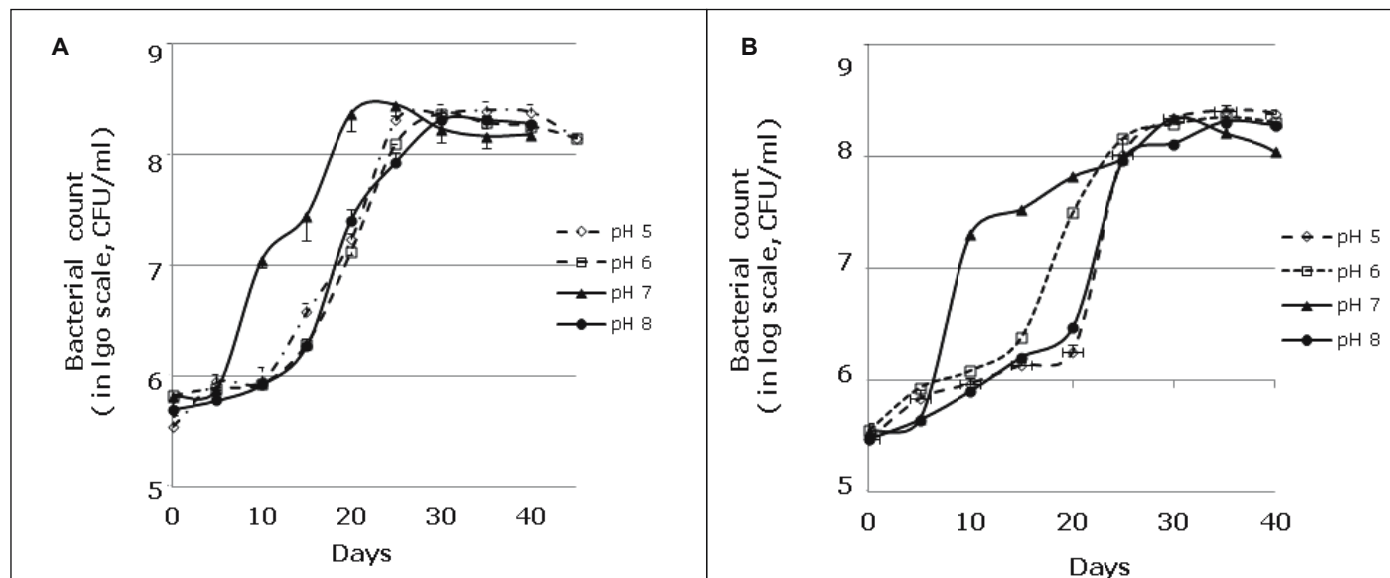 A
9
8
7
6
5
0 10 20 30 40
Days
Bacterial count
( in lgo scale, CFU/ml)
pH 5
pH 6
pH 7
pH 8
B
9
8
7
6
5
0 10 20 30 40
Days
Bacterial count
( in log scale, CFU/ml)
pH 5
pH 6
pH 7
pH 8